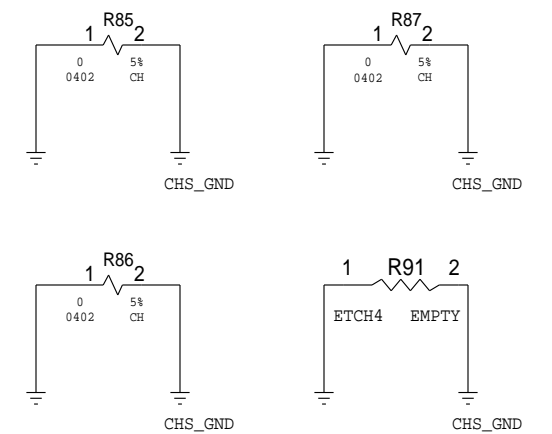 R85
1 2
0 5%
0402 CH
CHS_GND
R87
1 2
0 5%
0402 CH
CHS_GND
R86
1 2
0 5%
0402 CH
CHS_GND
1 R91 2
ETCH4 EMPTY
CHS_GND